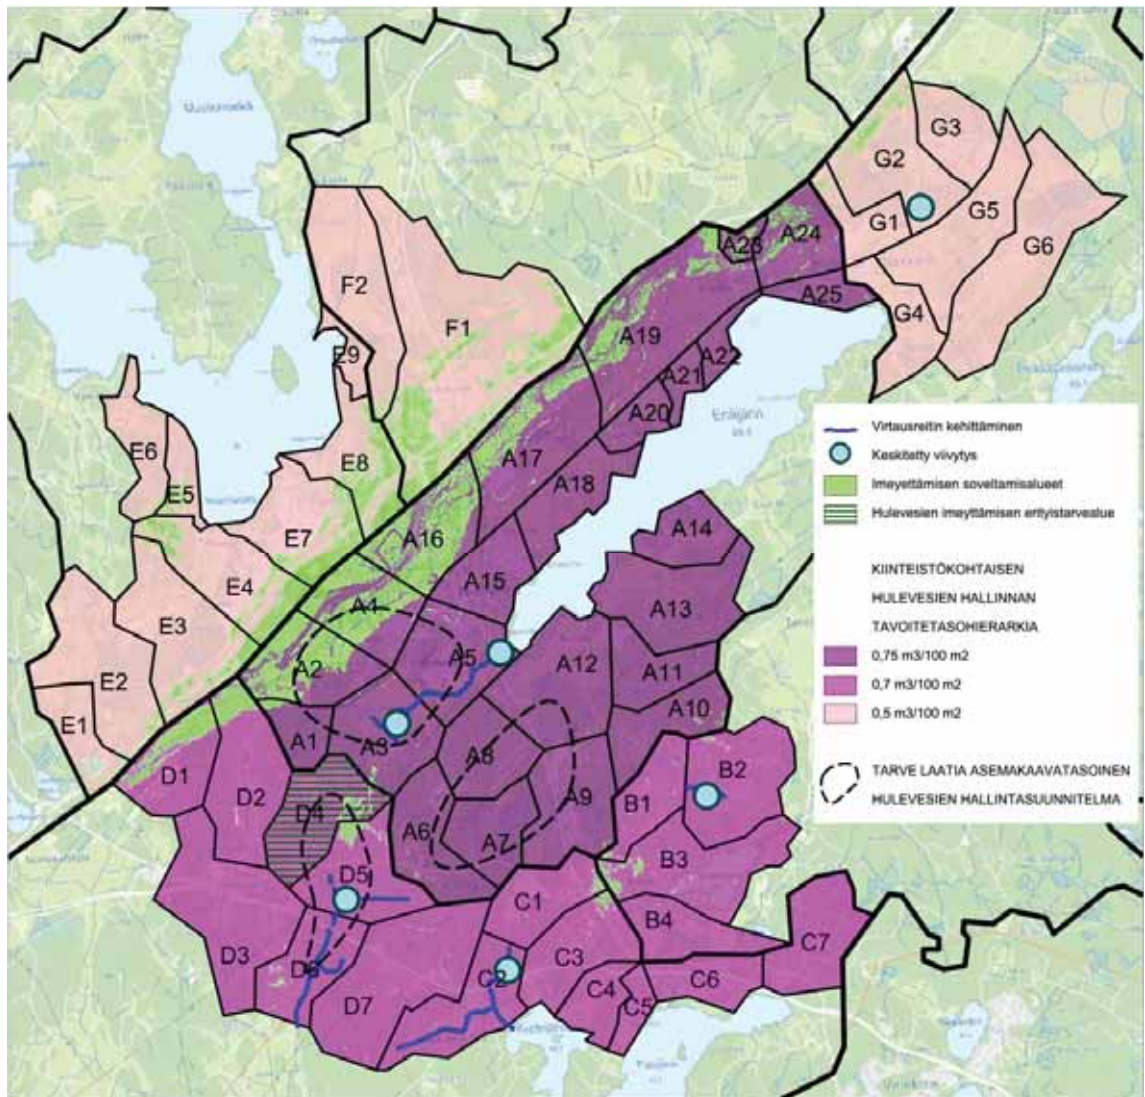 G3
G2
G5
G1
G6
G4
A23
A24
A25
F2
F1
E9
A19
A22
A21
A20
E6
E5
E8
E7
A17
A18
A16
A14
A15
A13
E4
E3
E2
E1
A4
A2
A5
A12
A11
A10
A1
A3
A8
A9
A6
A7
D1
D2
D4
D5
D3
D6
D7
B1
B2
B3
B4
C1
C2
C3
C4
C5
C6
C7
Virtausreitin kehittäminen
Keskitetty viivytys
Imeyettämisen soveltamisalueet
Hulevesien imeyttämisen erityistarvealue
KIINTEISTÖKOHTAISEN
HULEVESIEN HALLINNAN
TAVOITETASOHIERARKIA
0,75 m3/100 m2
0,7 m3/100 m2
0,5 m3/100 m2
TARVE LAATIA ASEMAKAAVATASOINEN
HULEVESIEN HALLINTASUUNNITELMA